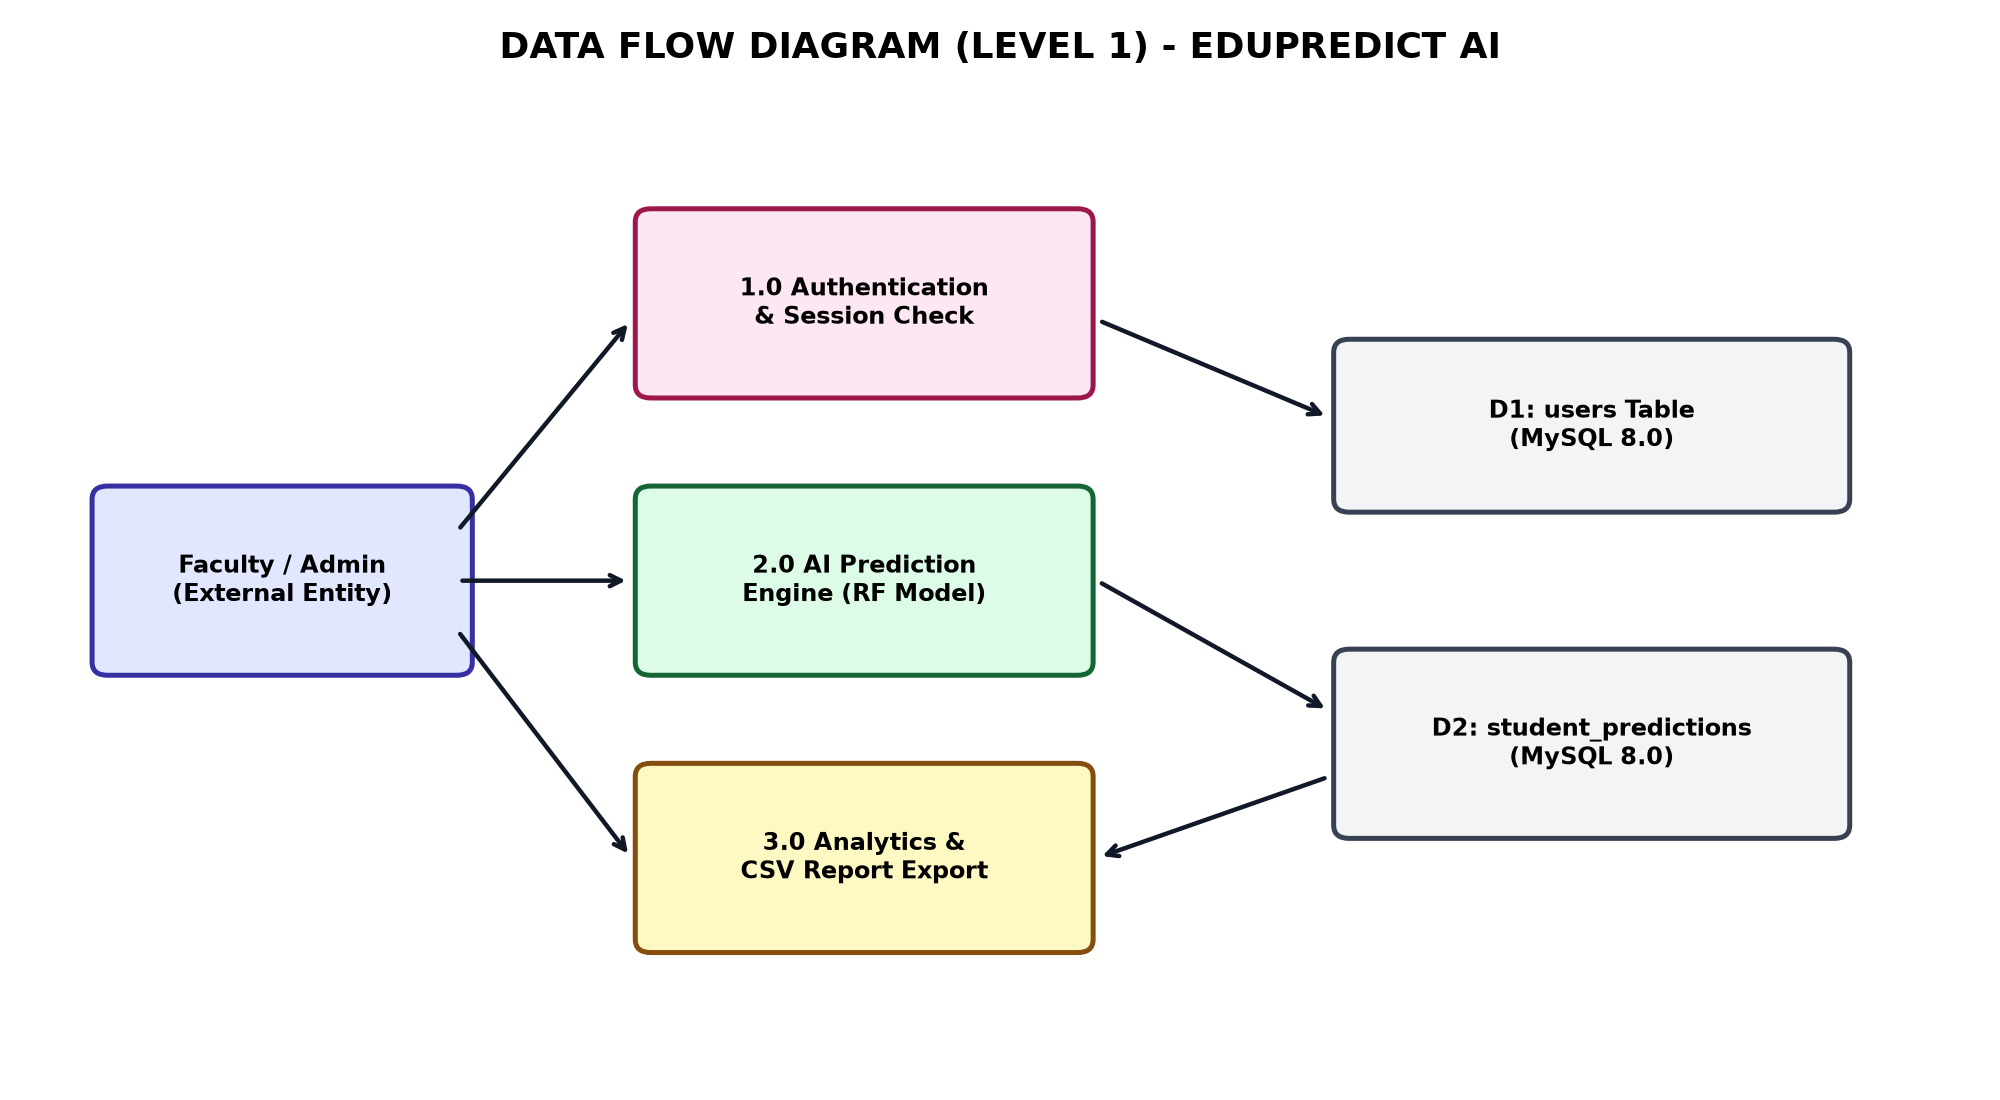 DATA FLOW DIAGRAM (LEVEL 1) - EDUPREDICT AI
1.0 Authentication
& Session Check
D1: users Table
(MySQL 8.0)
Faculty / Admin
(External Entity)
2.0 AI Prediction
Engine (RF Model)
D2: student_predictions
(MySQL 8.0)
3.0 Analytics &
CSV Report Export